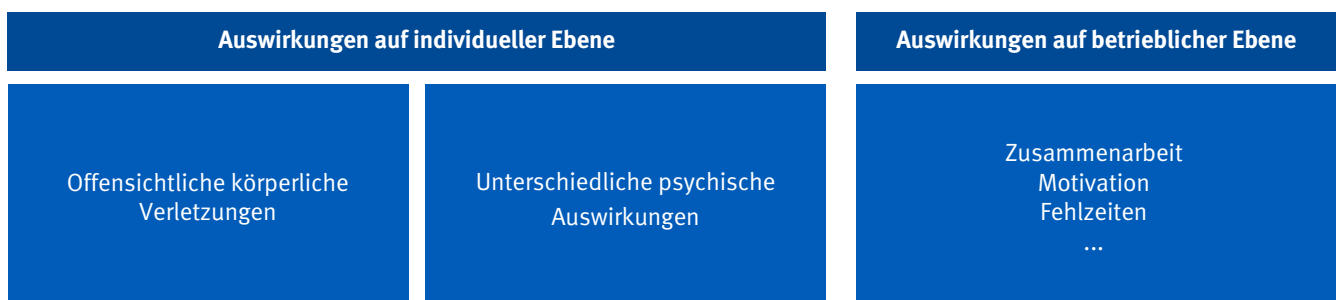 Auswirkungen auf individueller Ebene
Auswirkungen auf betrieblicher Ebene
Offensichtliche körperliche
Verletzungen
Unterschiedliche psychische
Auswirkungen
Zusammenarbeit
Motivation
Fehlzeiten
...